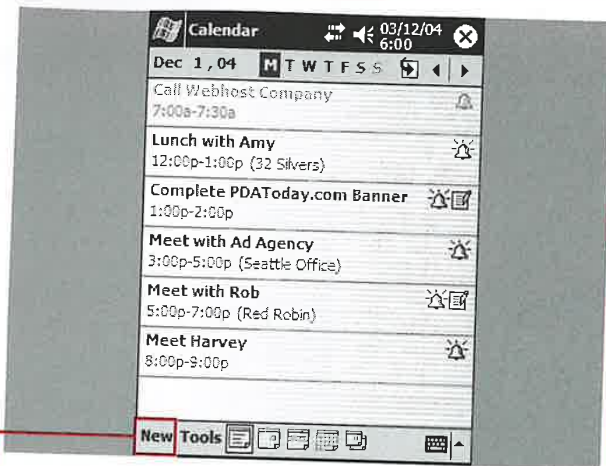 Calendar 03/12/04
6:00
Dec 1,04 M T W T F S S
Call Webhost Company
7:00a-7:30a
Lunch with Amy
12:00p-1:00p (32 Silvers)
Complete PDAToday.com Banner
1:00p-2:00p
Meet with Ad Agency
3:00p-5:00p (Seattle Office)
Meet with Rob
5:00p-7:00p (Red Robin)
Meet Harvey
8:00p-9:00p
New Tools